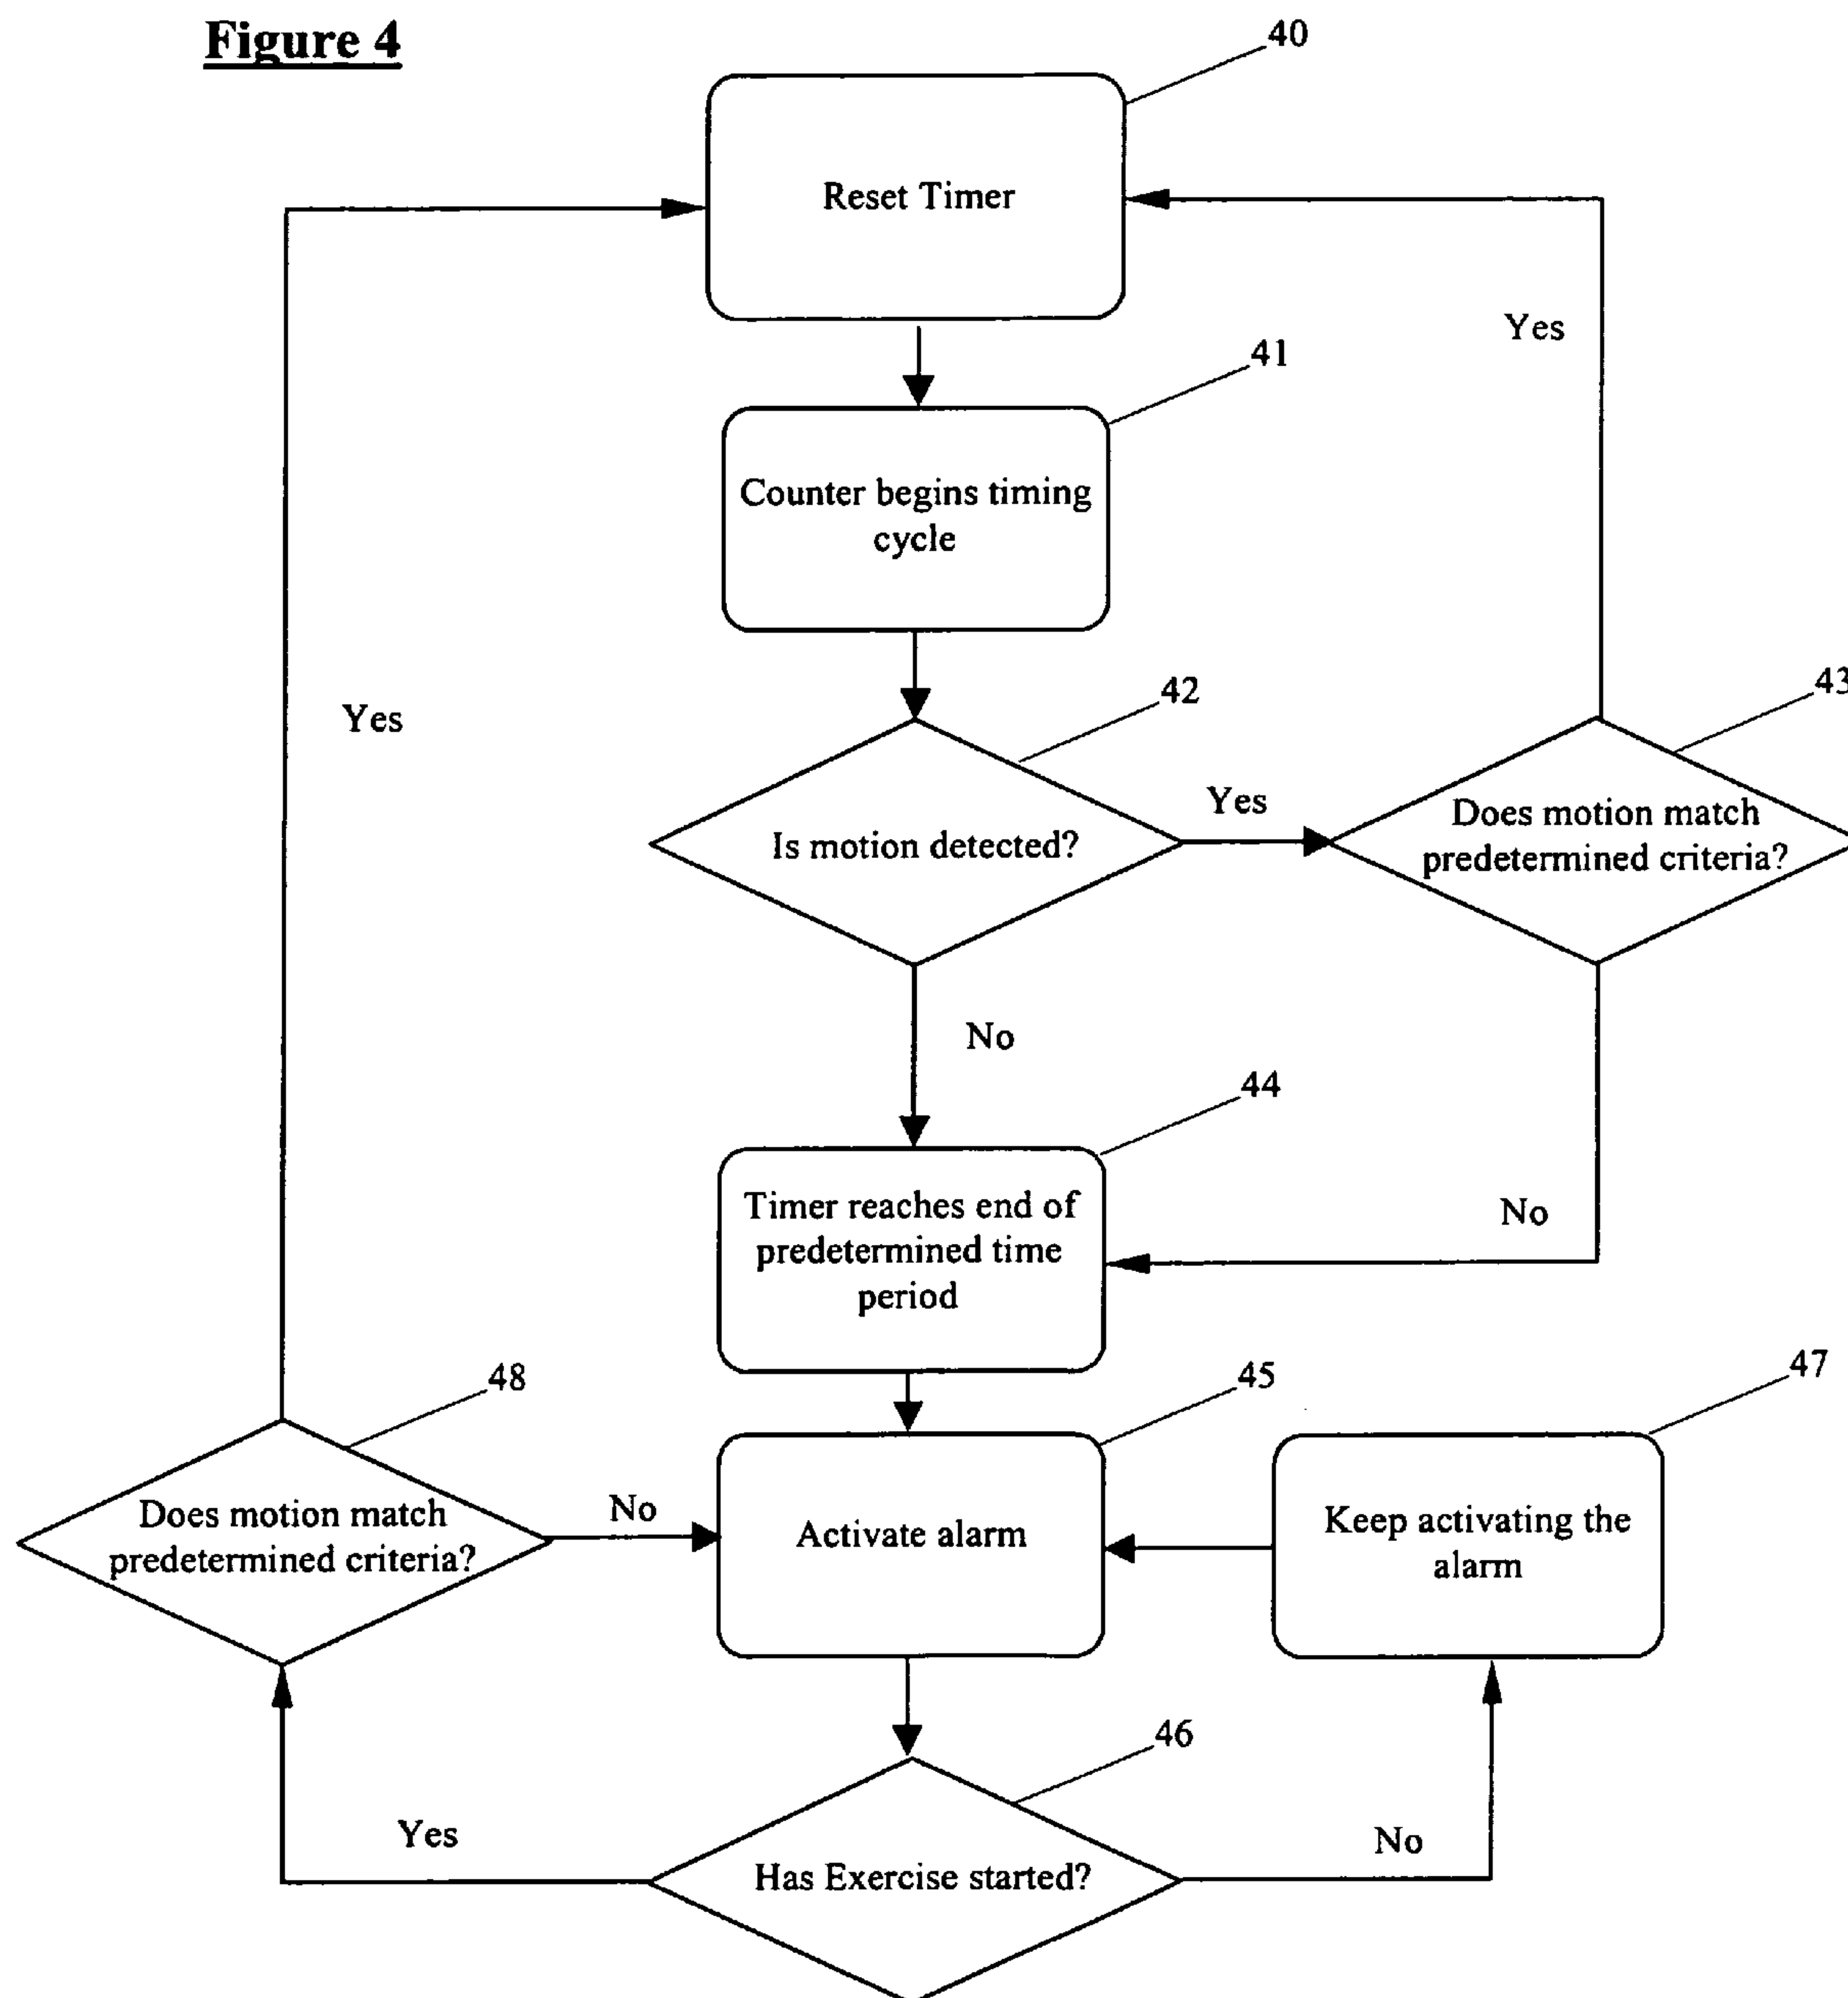 Figure 4
40
Reset Timer
41
Counter begins timing
cycle
Yes
Yes
42
43
Is motion detected?
Yes
Does motion match
predetermined criteria?
No
44
Timer reaches end of
predetermined time
period
No
48
45
47
Does motion match
predetermined criteria?
No
Activate alarm
Keep activating the
alarm
46
Yes
Has Exercise started?
No